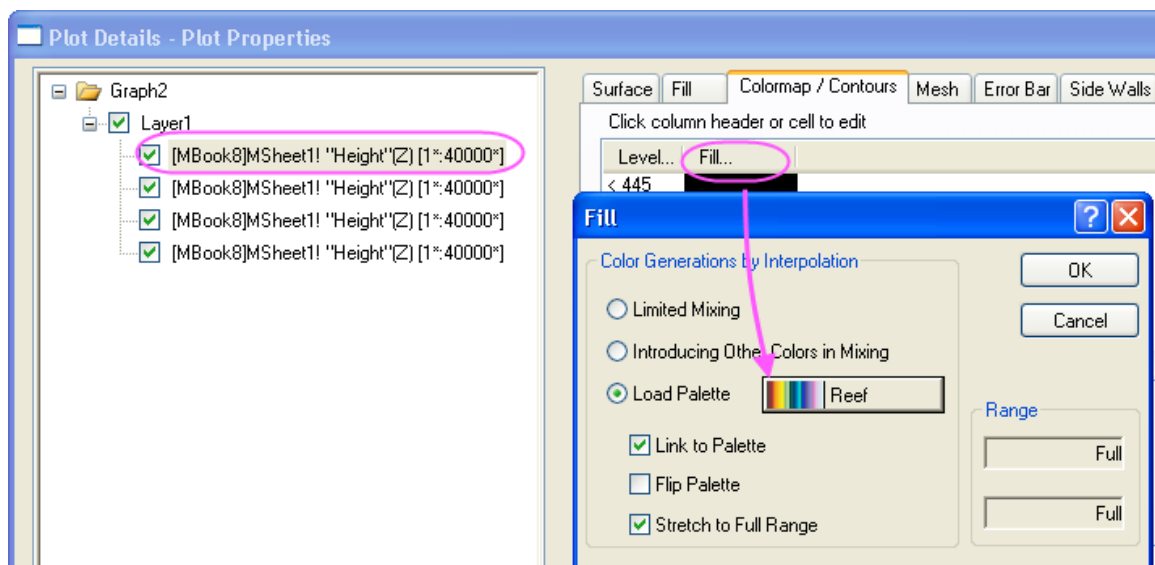 Plot Details - Plot Properties
Graph2
Layer1
[MBook8]MSheet1! "Height"(Z) [1*:40000*]
[MBook8]MSheet1! "Height"(Z) [1*:40000*]
[MBook8]MSheet1! "Height"(Z) [1*:40000*]
[MBook8]MSheet1! "Height"(Z) [1*:40000*]
Surface Fill Colormap / Contours Mesh Error Bar Side Walls
Click column header or cell to edit
Level... Fill...
< 445
Fill
Color Generations by Interpolation
OK
Limited Mixing
Cancel
Introducing Other Colors in Mixing
Load Palette Reef
Range
Link to Palette
Full
Flip Palette
Full
Stretch to Full Range